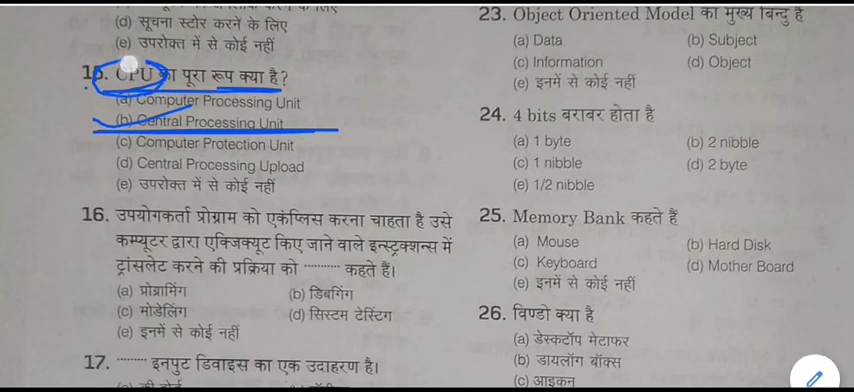 (d) सूचना स्टोर करने के लिए
(e) उपरोक्त में से कोई नहीं
15. CPU का पूरा रूप क्या है?
(a) Computer Processing Unit
(b) Central Processing Unit
(c) Computer Protection Unit
(d) Central Processing Upload
(e) उपरोक्त में से कोई नहीं
16. उपयोगकर्ता प्रोग्राम को एकंप्लिस करना चाहता है उसे
कम्प्यूटर द्वारा एक्जिक्यूट किए जाने वाले इन्स्ट्रक्शन्स में
ट्रांसलेट करने की प्रक्रिया को ·········· कहते हैं।
(a) प्रोग्रामिंग (b) डिबगिंग
(c) मोडेलिंग (d) सिस्टम टेस्टिंग
(e) इनमें से कोई नहीं
17. ········ इनपुट डिवाइस का एक उदाहरण है।
23. Object Oriented Model का मुख्य बिन्दु है
(a) Data (b) Subject
(c) Information (d) Object
(e) इनमें से कोई नहीं
24. 4 bits बराबर होता है
(a) 1 byte (b) 2 nibble
(c) 1 nibble (d) 2 byte
(e) 1/2 nibble
25. Memory Bank कहते हैं
(a) Mouse (b) Hard Disk
(c) Keyboard (d) Mother Board
(e) इनमें से कोई नहीं
26. विण्डो क्या है
(a) डेस्कटॉप मेटाफर
(b) डायलॉग बॉक्स
(c) आइकन